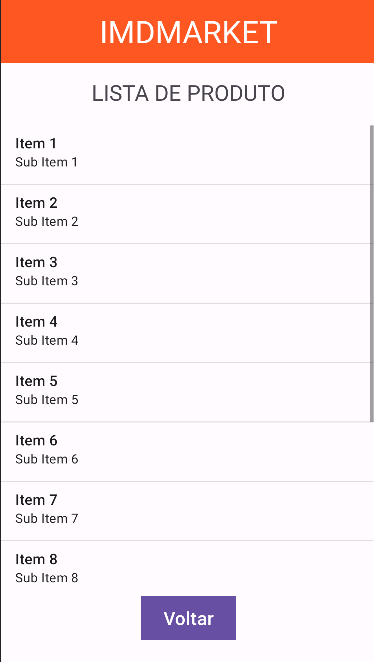 IMDMARKET
LISTA DE PRODUTO
Item 1
Sub Item 1
Item 2
Sub Item 2
Item 3
Sub Item 3
Item 4
Sub Item 4
Item 5
Sub Item 5
Item 6
Sub Item 6
Item 7
Sub Item 7
Item 8
Sub Item 8
Voltar